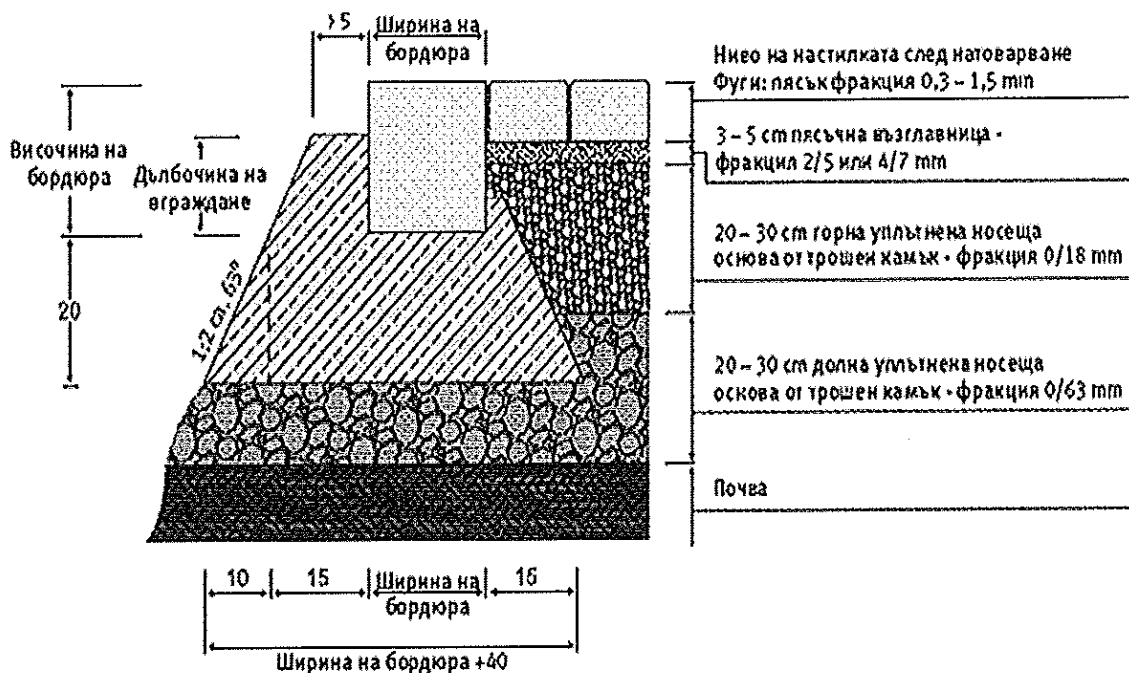 >5
Ширина на
бордюра
Височина на
бордюра
Дълбочина на
вграждане
20
1:2 сп. 63°
Ниво на настилката след натоварване
Фуги: пясък фракция 0,3 – 1,5 mm
3 – 5 cm пясъчна възглавница -
фракция 2/5 или 4/7 mm
20 – 30 cm горна уплътнена носеща
основа от трошен камък - фракция 0/18 mm
20 – 30 cm долна уплътнена носеща
основа от трошен камък - фракция 0/63 mm
Почва
10
15
Ширина на
бордюра
16
Ширина на бордюра +40